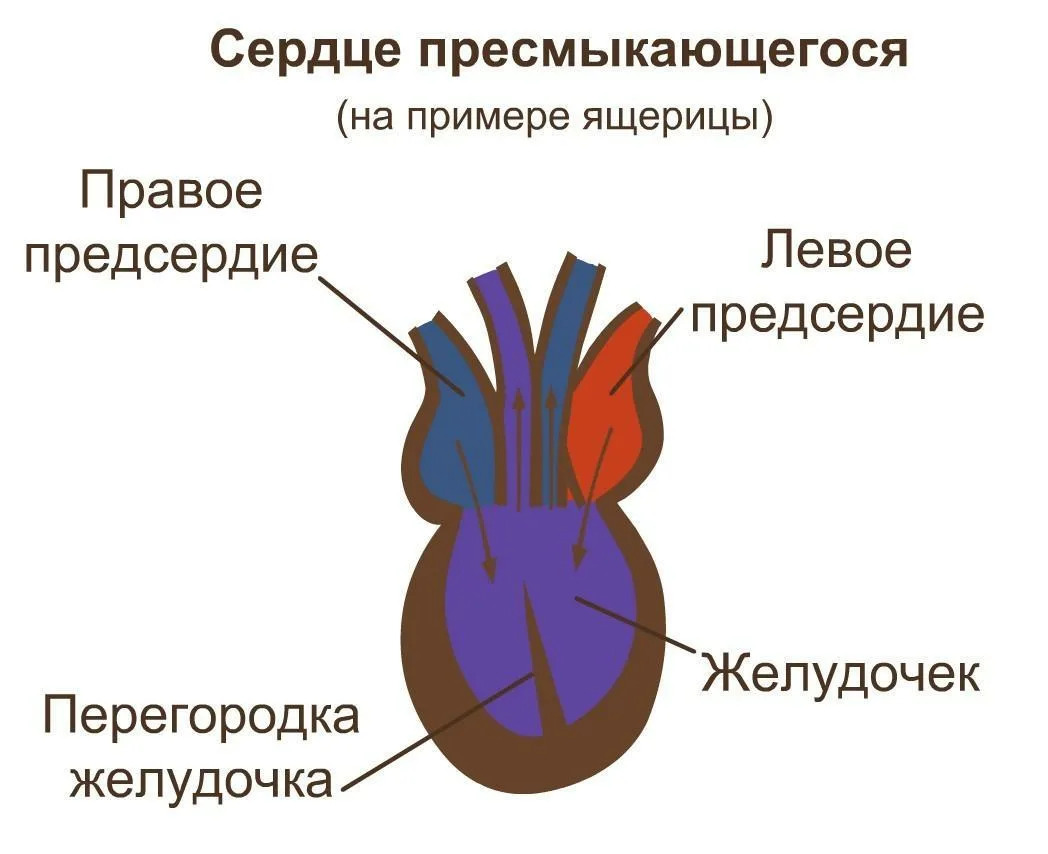 Сердце пресмыкающегося
(на примере ящерицы)
Правое
предсердие
Левое
предсердие
Желудочек
Перегородка
желудочка